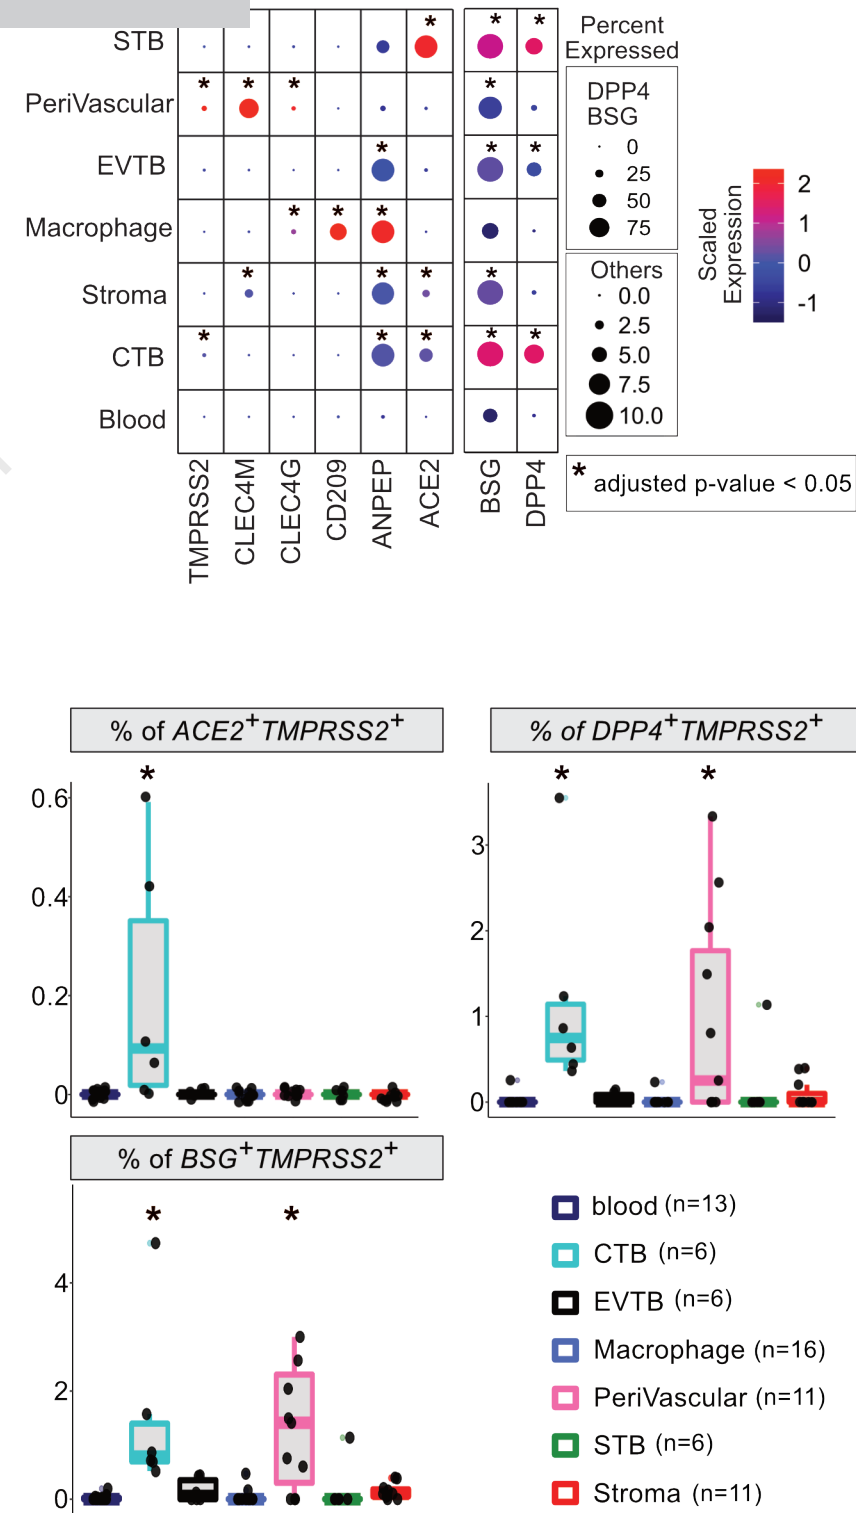 STB
PeriVascular
EVTB
Macrophage
Stroma
CTB
Blood
* * *
* * * *
* * *
* * *
* * * *
* * * * *
TMPRSS2
CLEC4M
CLEC4G
CD209
ANPEP
ACE2
BSG
DPP4
Percent
Expressed
DPP4
BSG
0
25
50
75
Others
0.0
2.5
5.0
7.5
10.0
Scaled
Expression
2
1
0
-1
* adjusted p-value < 0.05
% of ACE2+TMPRSS2+
*
0.6
0.4
0.2
0
% of DPP4+TMPRSS2+
* *
3
2
1
0
% of BSG+TMPRSS2+
* *
4
2
0
blood (n=13)
CTB (n=6)
EVTB (n=6)
Macrophage (n=16)
PeriVascular (n=11)
STB (n=6)
Stroma (n=11)